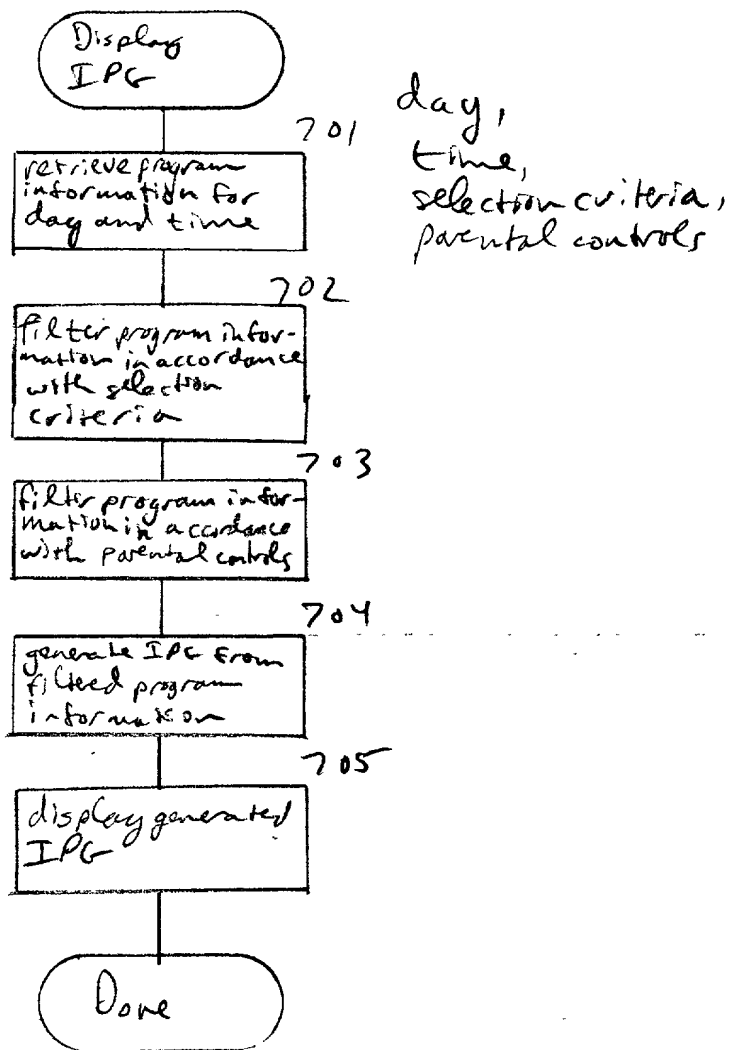 Display
IPG
day,
time,
selection criteria,
parental controls
701
retrieve program
information for
day and time
702
filter program infor-
mation in accordance
with selection
criteria
703
filter program infor-
mation in accordance
with parental controls
704
generate IPG from
filtered program
information
705
display generated
IPG
Done